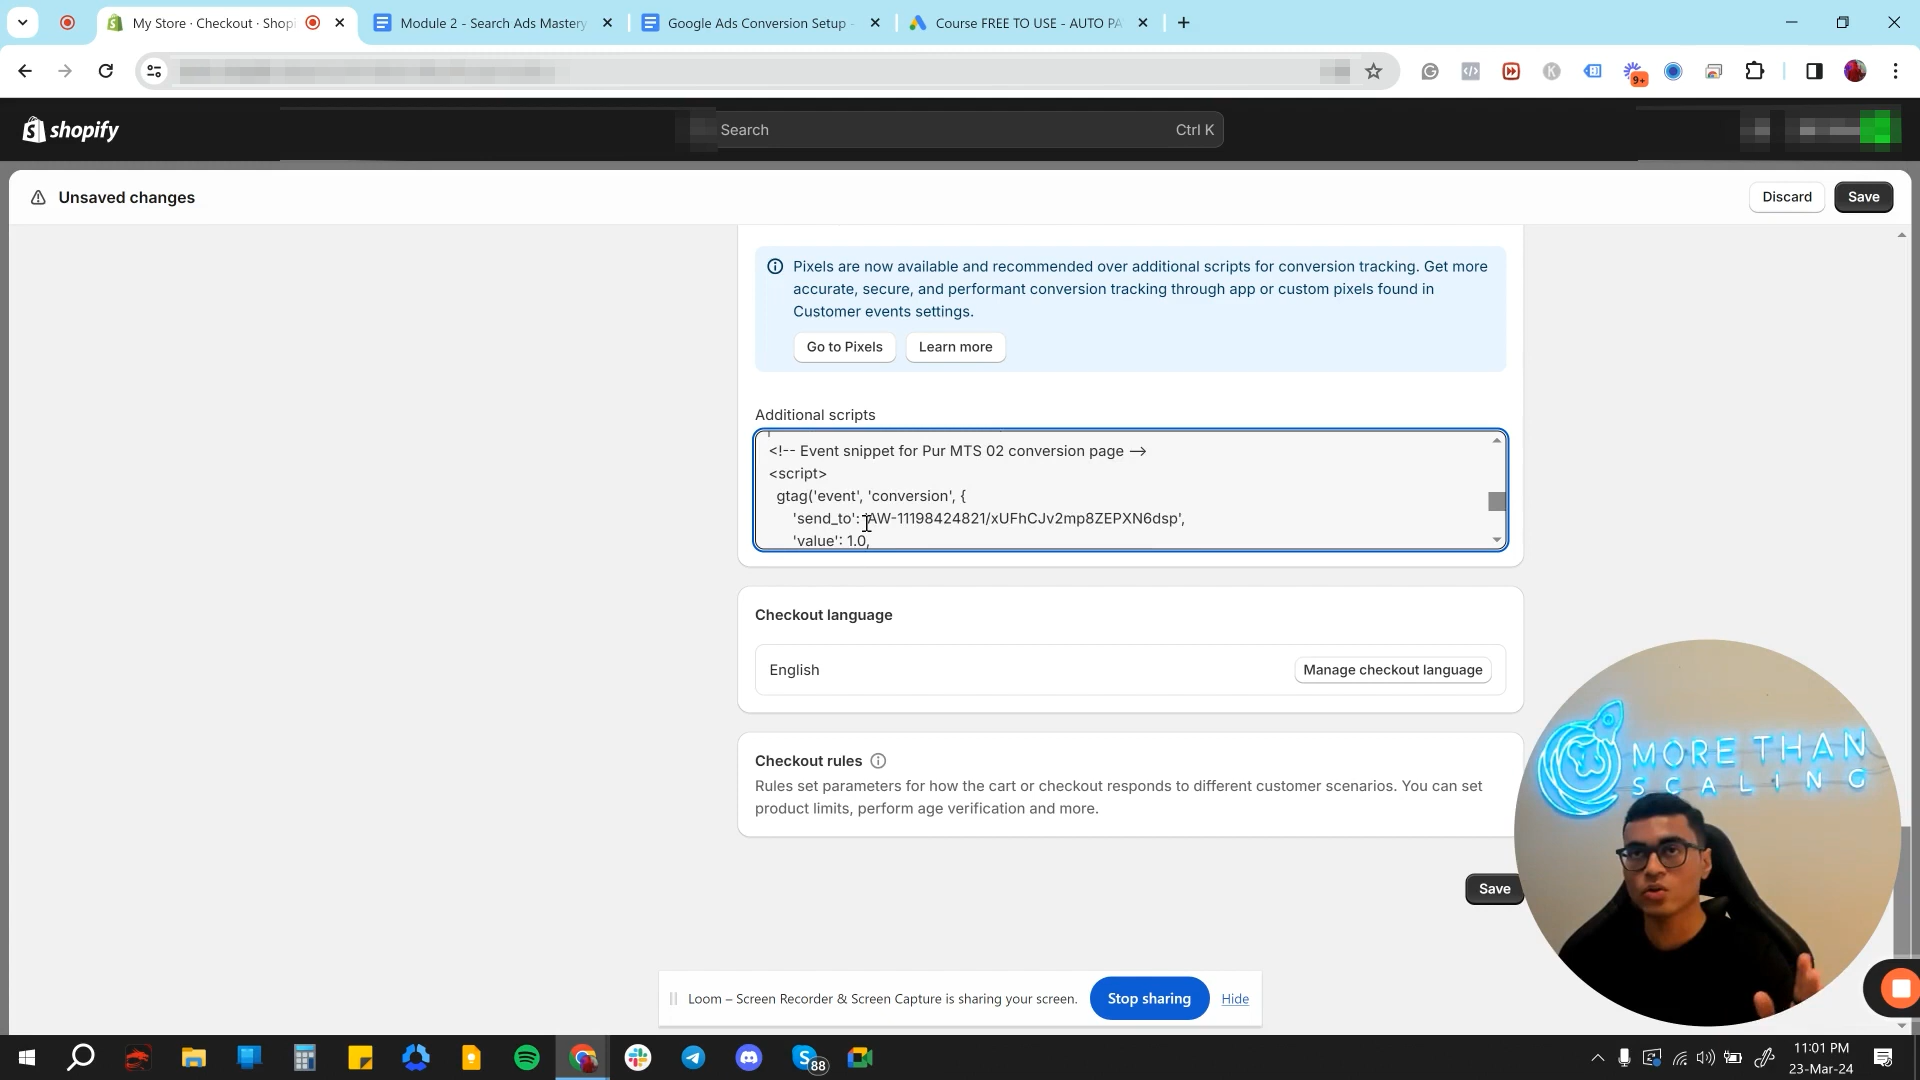 My Store · Checkout · Shopi
Module 2 - Search Ads Mastery
Google Ads Conversion Setup -
Course FREE TO USE - AUTO PA
9+
shopify
Search
Ctrl K
Unsaved changes
Discard
Save
Pixels are now available and recommended over additional scripts for conversion tracking. Get more
accurate, secure, and performant conversion tracking through app or custom pixels found in
Customer events settings.
Go to Pixels
Learn more
Additional scripts
<!-- Event snippet for Pur MTS 02 conversion page -->
<script>
gtag('event', 'conversion', {
'send_to': 'AW-11198424821/xUFhCJv2mp8ZEPXN6dsp',
'value': 1.0,
Checkout language
English
Manage checkout language
Checkout rules
Rules set parameters for how the cart or checkout responds to different customer scenarios. You can set
product limits, perform age verification and more.
Save
MORE THAN
SCALING
Loom – Screen Recorder & Screen Capture is sharing your screen.
Stop sharing
Hide
88
11:01 PM
23-Mar-24